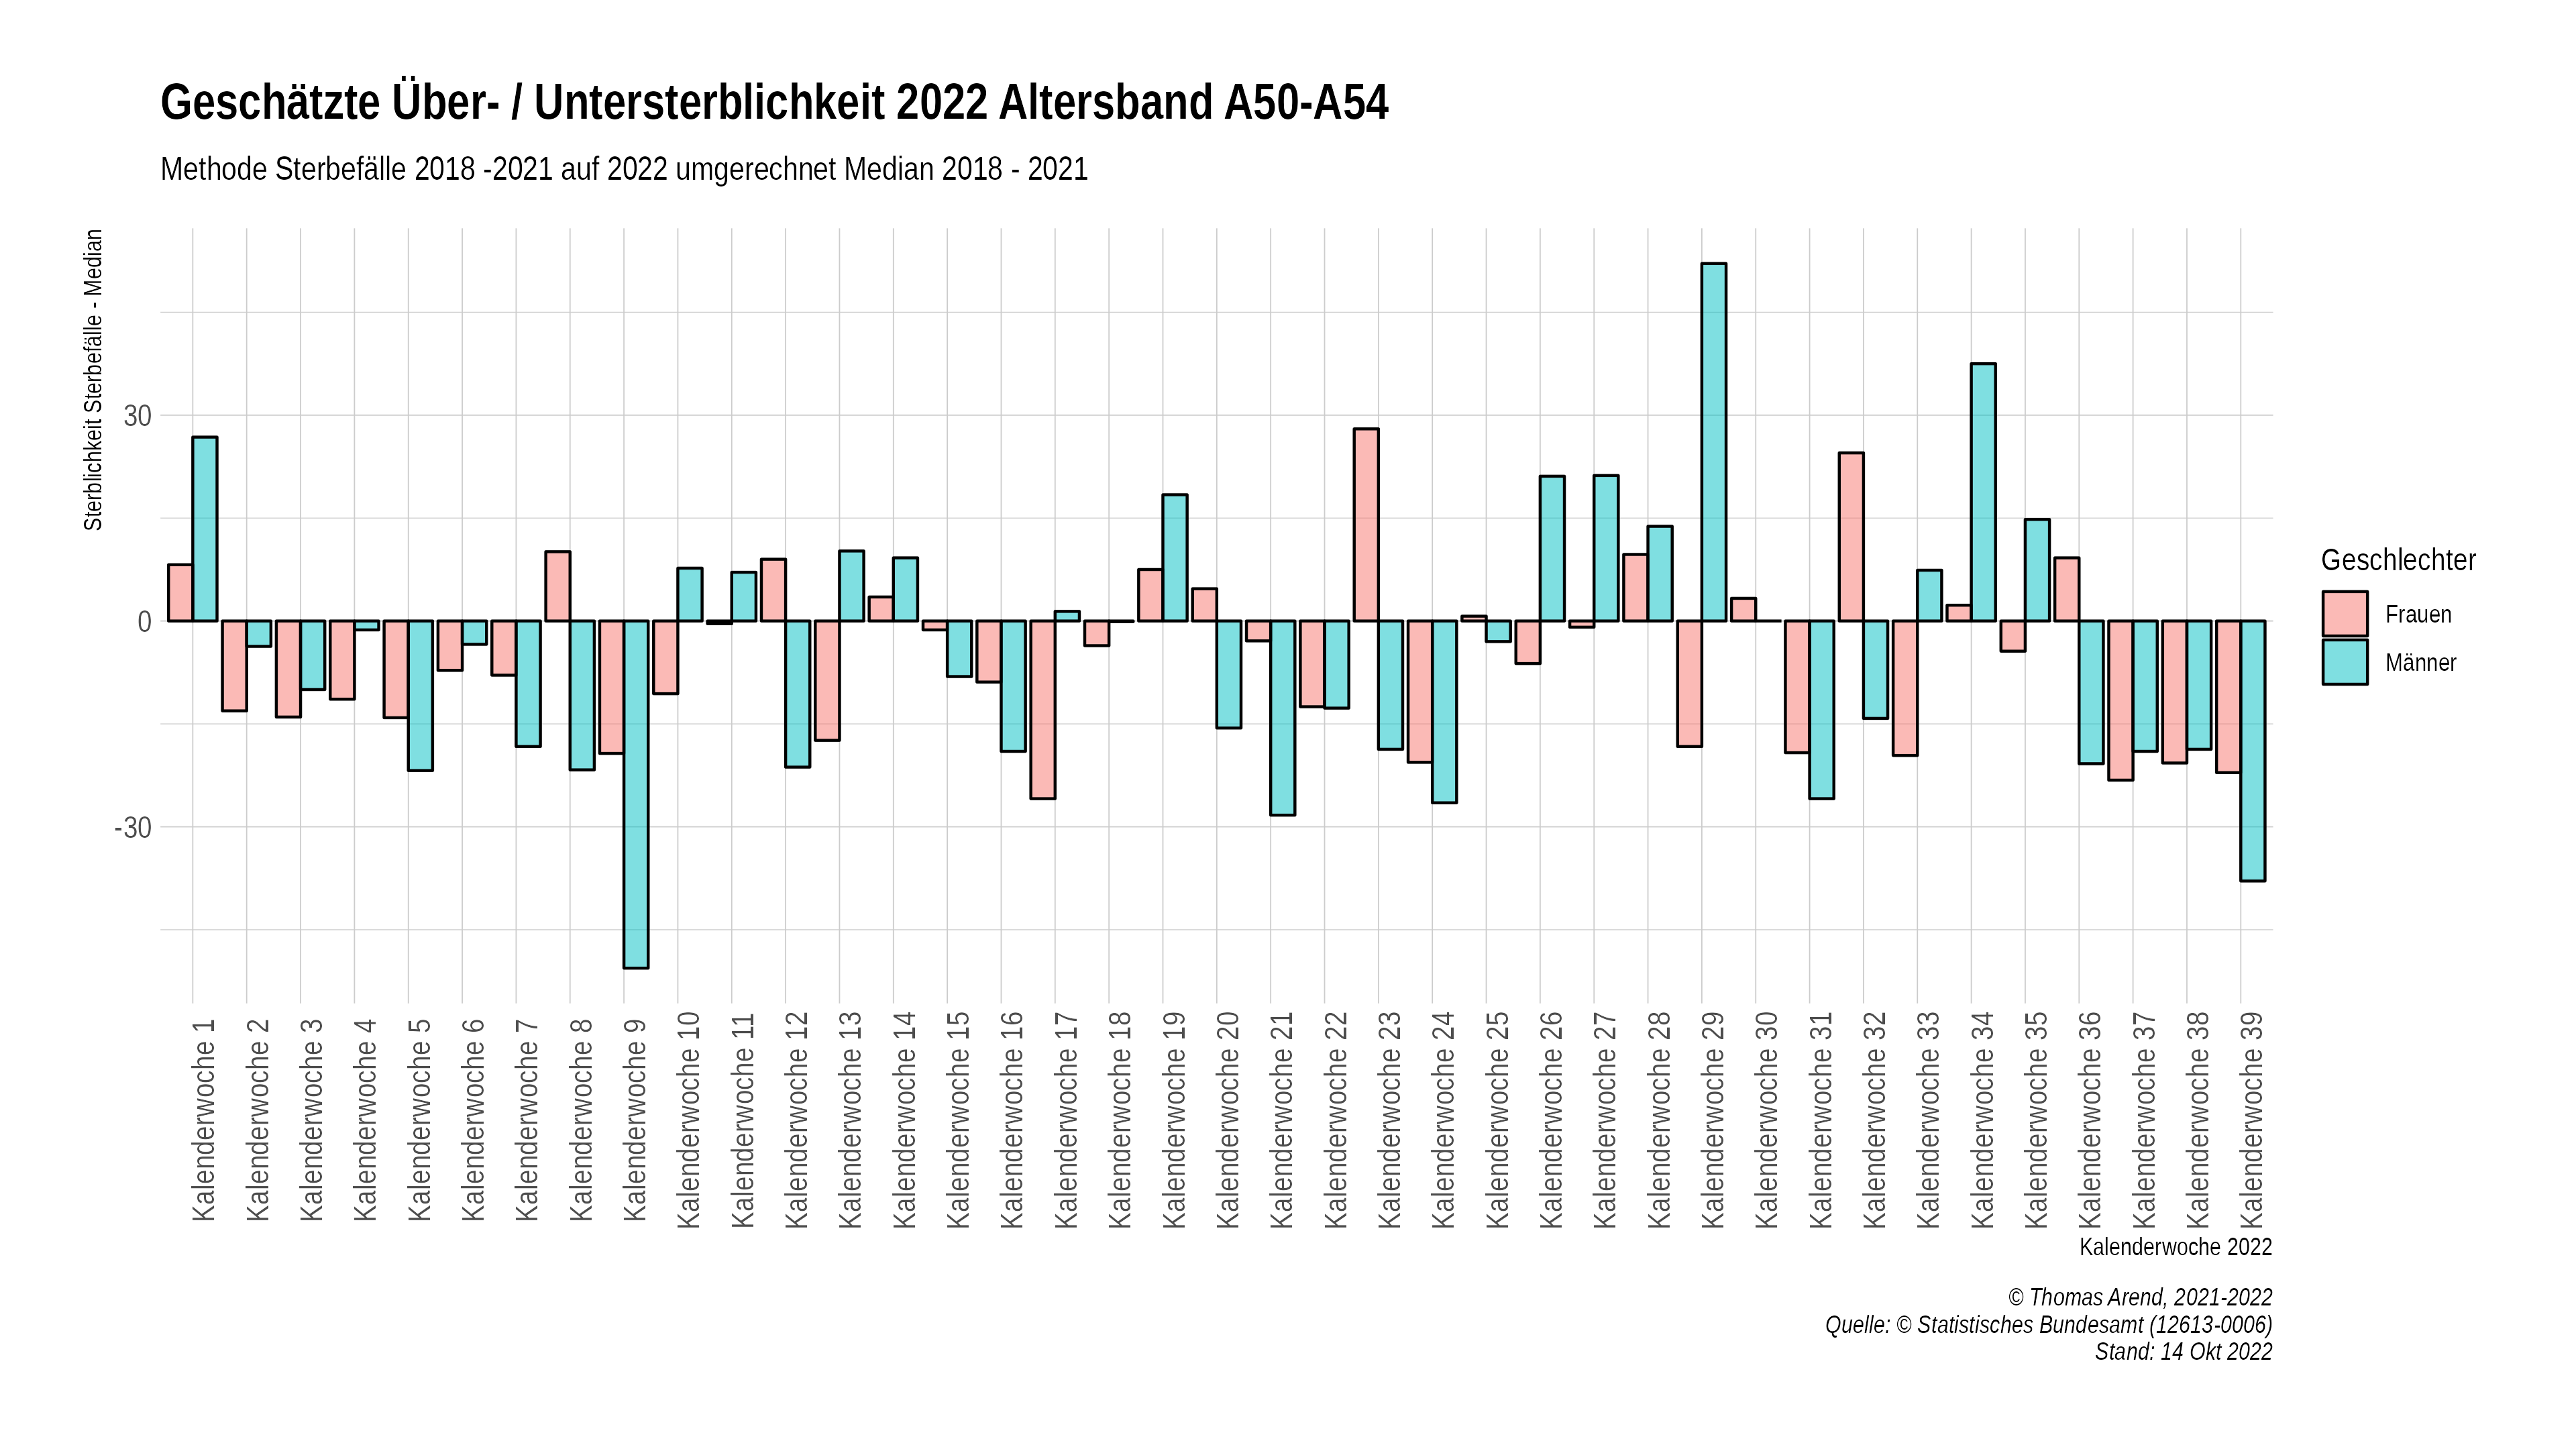 Geschätzte Über- / Untersterblichkeit 2022 Altersband A50-A54
Methode Sterbefälle 2018 -2021 auf 2022 umgerechnet Median 2018 - 2021
Sterblichkeit Sterbefälle - Median
30
0
-30
Kalenderwoche 1
Kalenderwoche 2
Kalenderwoche 3
Kalenderwoche 4
Kalenderwoche 5
Kalenderwoche 6
Kalenderwoche 7
Kalenderwoche 8
Kalenderwoche 9
Kalenderwoche 10
Kalenderwoche 11
Kalenderwoche 12
Kalenderwoche 13
Kalenderwoche 14
Kalenderwoche 15
Kalenderwoche 16
Kalenderwoche 17
Kalenderwoche 18
Kalenderwoche 19
Kalenderwoche 20
Kalenderwoche 21
Kalenderwoche 22
Kalenderwoche 23
Kalenderwoche 24
Kalenderwoche 25
Kalenderwoche 26
Kalenderwoche 27
Kalenderwoche 28
Kalenderwoche 29
Kalenderwoche 30
Kalenderwoche 31
Kalenderwoche 32
Kalenderwoche 33
Kalenderwoche 34
Kalenderwoche 35
Kalenderwoche 36
Kalenderwoche 37
Kalenderwoche 38
Kalenderwoche 39
Kalenderwoche 2022
Geschlechter
Frauen
Männer
© Thomas Arend, 2021-2022
Quelle: © Statistisches Bundesamt (12613-0006)
Stand: 14 Okt 2022